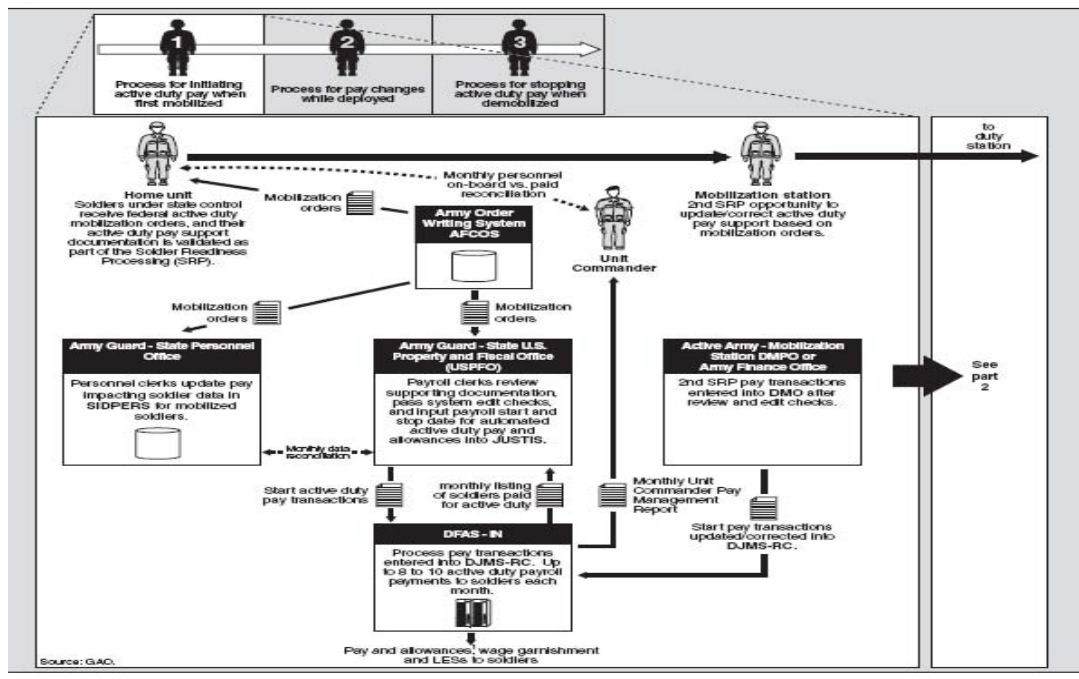 1
2
3
Process for initiating
active duty pay when
first mobilized
Process for pay changes
while deployed
Process for stopping
active duty pay when
demobilized
to
duty
station
Monthly personnel
on-board vs. paid
reconciliation
Home unit
Soldiers under state control
receive federal active duty
mobilization orders, and their
active duty pay support
documentation is validated as
part of the Soldier Readiness
Processing (SRP).
Mobilization
orders
Army Order
Writing System
AFCOS
Unit
Commander
Mobilization station
2nd SRP opportunity to
update/correct active duty
pay support based on
mobilization orders.
Mobilization
orders
Mobilization
orders
Army Guard - State Personnel
Office
Personnel clerks update pay
impacting soldier data in
SIDPERS for mobilized
soldiers.
Army Guard - State U.S.
Property and Fiscal Office
(USPFO)
Payroll clerks review
supporting documentation,
pass system edit checks,
and input payroll start and
stop date for automated
active duty pay and
allowances into JUSTIS.
Active Army - Mobilization
Station DMPO or
Army Finance Office
2nd SRP pay transactions
entered into DMO after
review and edit checks.
See
part
2
Monthly data
reconciliation
Start active duty
pay transactions
monthly listing
of soldiers paid
for active duty
Monthly Unit
Commander Pay
Management
Report
Start pay transactions
updated/corrected into
DJMS-RC.
DFAS - IN
Process pay transactions
entered into DJMS-RC. Up
to 8 to 10 active duty payroll
payments to soldiers each
month.
Pay and allowances, wage garnishment
and LESs to soldiers
Source: GAO.